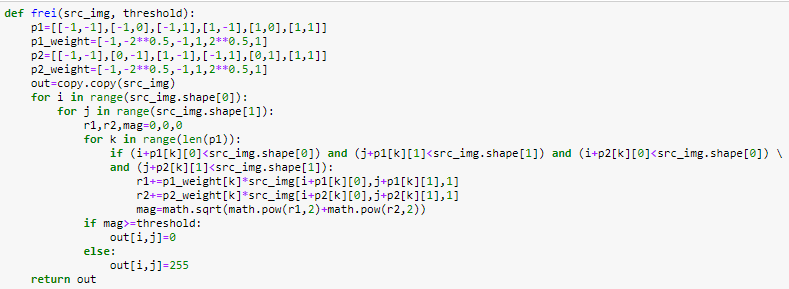 def frei(src_img, threshold):
    p1=[[-1,-1],[-1,0],[-1,1],[1,-1],[1,0],[1,1]]
    p1_weight=[-1,-2**0.5,-1,1,2**0.5,1]
    p2=[[-1,-1],[0,-1],[1,-1],[-1,1],[0,1],[1,1]]
    p2_weight=[-1,-2**0.5,-1,1,2**0.5,1]
    out=copy.copy(src_img)
    for i in range(src_img.shape[0]):
        for j in range(src_img.shape[1]):
            r1,r2,mag=0,0,0
            for k in range(len(p1)):
                if (i+p1[k][0]<src_img.shape[0]) and (j+p1[k][1]<src_img.shape[1]) and (i+p2[k][0]<src_img.shape[0]) \
                and (j+p2[k][1]<src_img.shape[1]):
                    r1+=p1_weight[k]*src_img[i+p1[k][0],j+p1[k][1],1]
                    r2+=p2_weight[k]*src_img[i+p2[k][0],j+p2[k][1],1]
                    mag=math.sqrt(math.pow(r1,2)+math.pow(r2,2))
            if mag>=threshold:
                out[i,j]=0
            else:
                out[i,j]=255
    return out